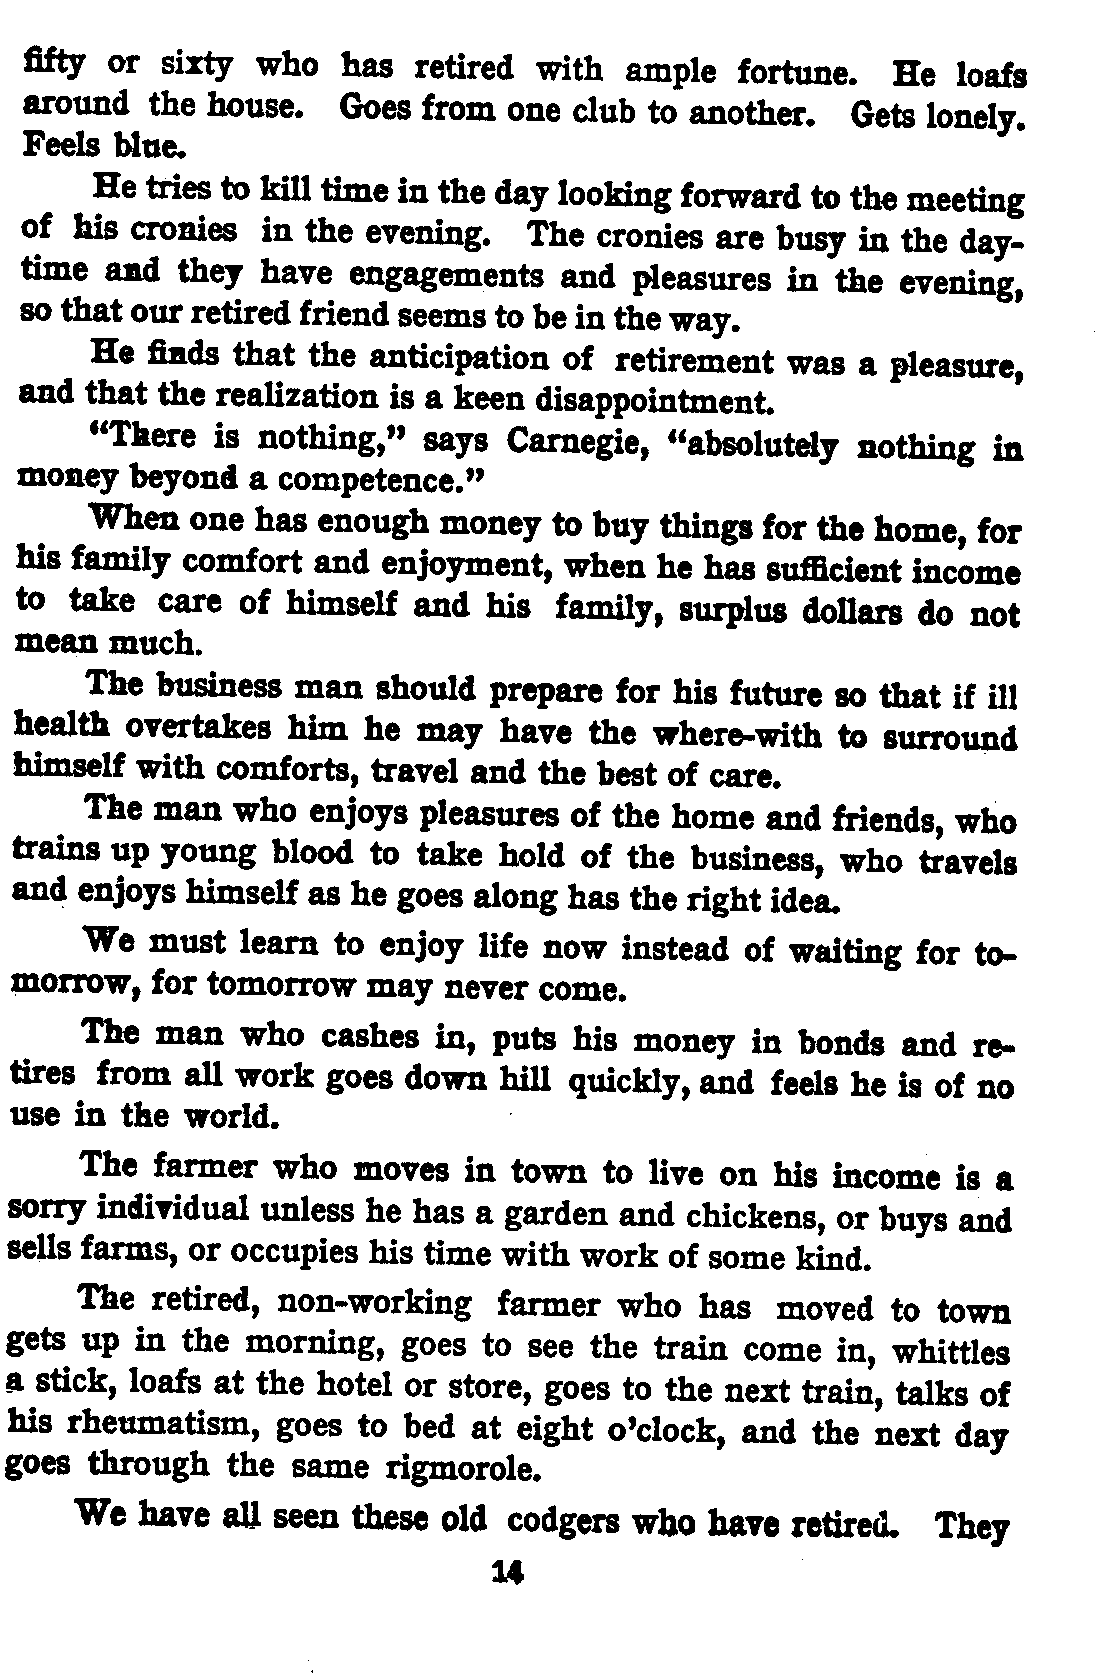 fifty or sixty who has retired with ample fortune. He loafs
around the house. Goes from one club to another. Gets lonely.
Feels blue.
He tries to kill time in the day looking forward to the meeting
of his cronies in the evening. The cronies are busy in the day-
time and they have engagements and pleasures in the evening,
so that our retired friend seems to be in the way.
He finds that the anticipation of retirement was a pleasure,
and that the realization is a keen disappointment.
“There is nothing,” says Carnegie, “absolutely nothing in
money beyond a competence.”
When one has enough money to buy things for the home, for
his family comfort and enjoyment, when he has sufficient income
to take care of himself and his family, surplus dollars do not
mean much.
The business man should prepare for his future so that if ill
health overtakes him he may have the where-with to surround
himself with comforts, travel and the best of care.
The man who enjoys pleasures of the home and friends, who
trains up young blood to take hold of the business, who travels
and enjoys himself as he goes along has the right idea.
We must learn to enjoy life now instead of waiting for to-
morrow, for tomorrow may never come.
The man who cashes in, puts his money in bonds and re-
tires from all work goes down hill quickly, and feels he is of no
use in the world.
The farmer who moves in town to live on his income is a
sorry individual unless he has a garden and chickens, or buys and
sells farms, or occupies his time with work of some kind.
The retired, non-working farmer who has moved to town
gets up in the morning, goes to see the train come in, whittles
a stick, loafs at the hotel or store, goes to the next train, talks of
his rheumatism, goes to bed at eight o’clock, and the next day
goes through the same rigmorole.
We have all seen these old codgers who have retired. They
14